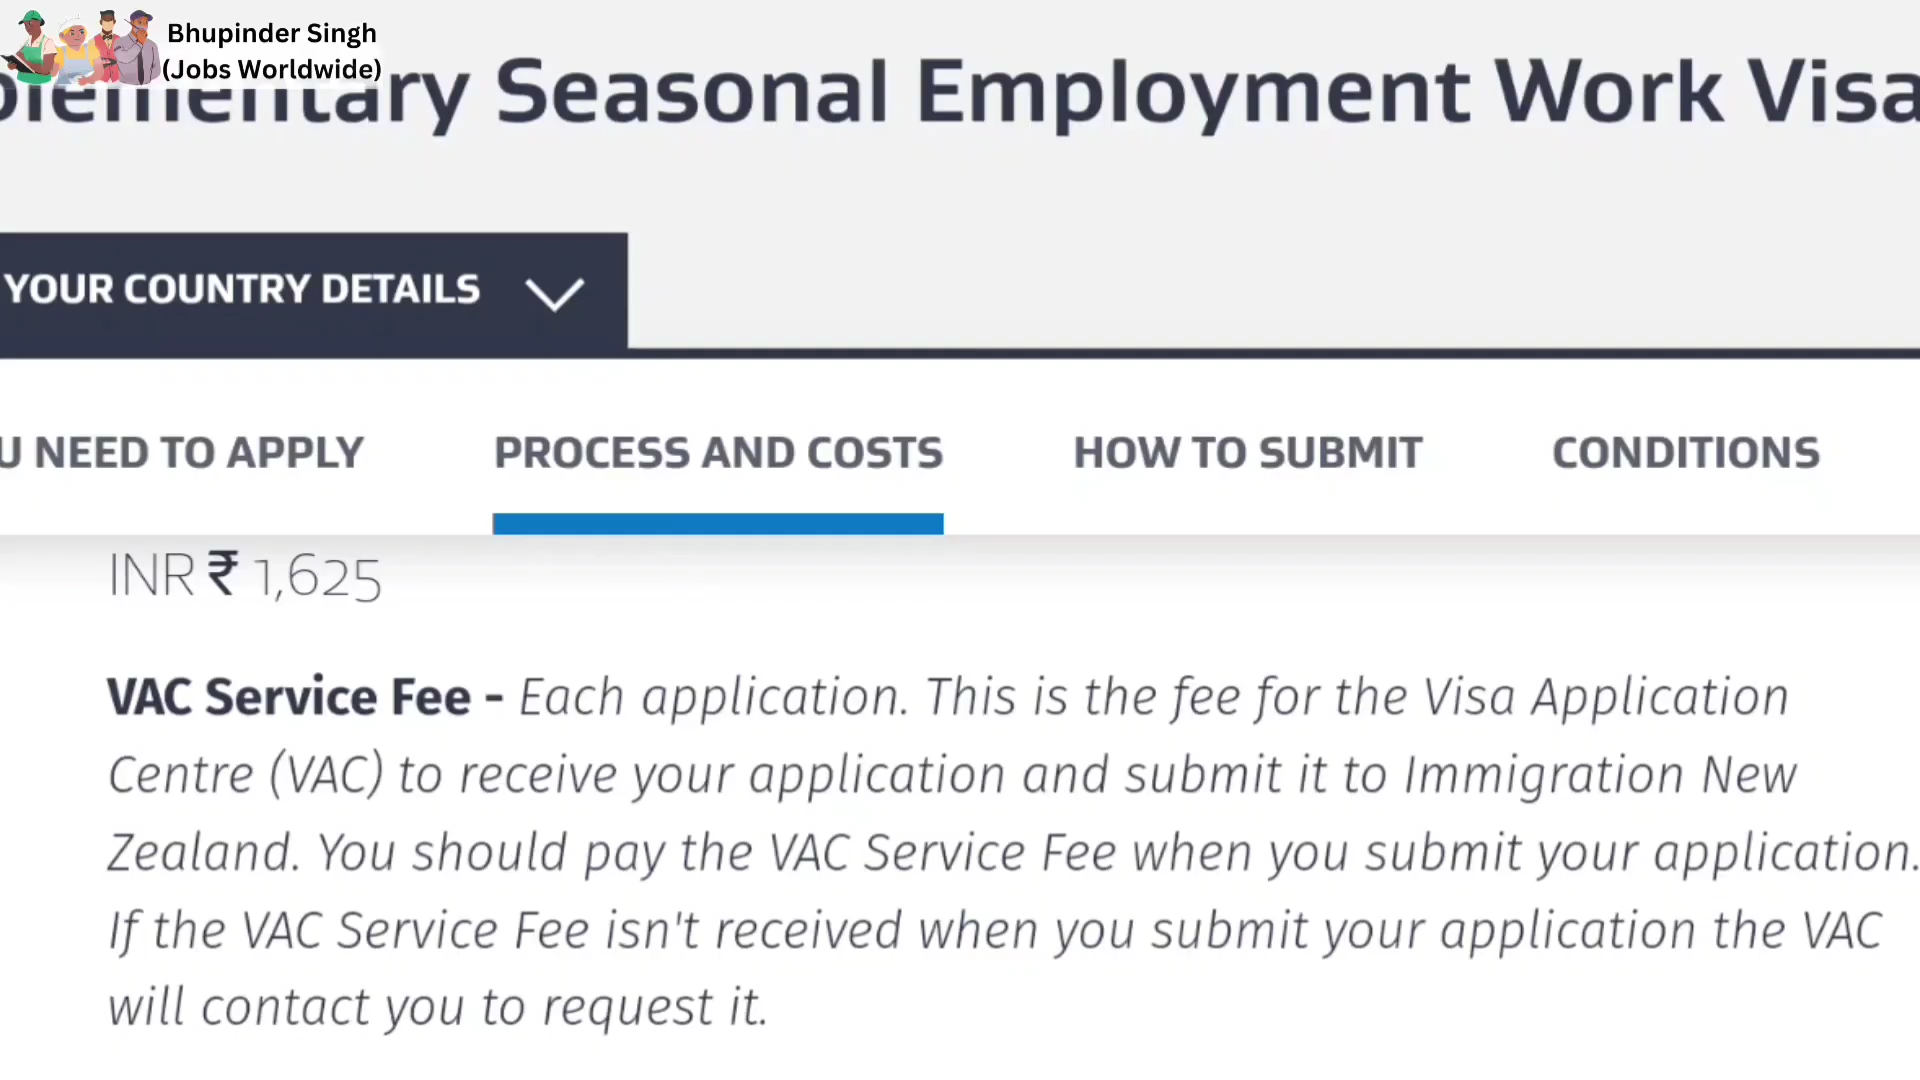 Bhupinder Singh
(Jobs Worldwide)
Seasonal Employment Work Visa
YOUR COUNTRY DETAILS
NEED TO APPLY
PROCESS AND COSTS
HOW TO SUBMIT
CONDITIONS
INR ₹ 1,625
VAC Service Fee - Each application. This is the fee for the Visa Application
Centre (VAC) to receive your application and submit it to Immigration New
Zealand. You should pay the VAC Service Fee when you submit your application.
If the VAC Service Fee isn't received when you submit your application the VAC
will contact you to request it.